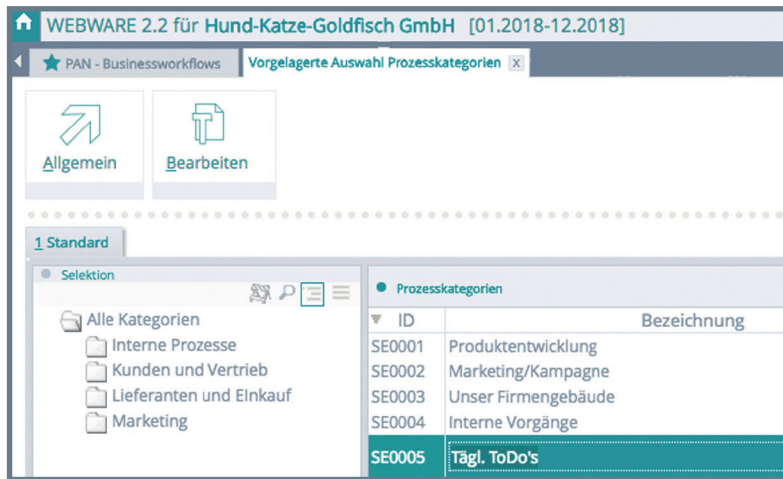 WEBWARE 2.2 für Hund-Katze-Goldfisch GmbH [01.2018-12.2018]
PAN - Businessworkflows
Vorgelagerte Auswahl Prozesskategorien x
Allgemein
Bearbeiten
1 Standard
Selektion
Alle Kategorien
Interne Prozesse
Kunden und Vertrieb
Lieferanten und EInkauf
Marketing
Prozesskategorien
ID Bezeichnung
SE0001 Produktentwicklung
SE0002 Marketing/Kampagne
SE0003 Unser Firmengebäude
SE0004 Interne Vorgänge
SE0005 Tägl. ToDo's